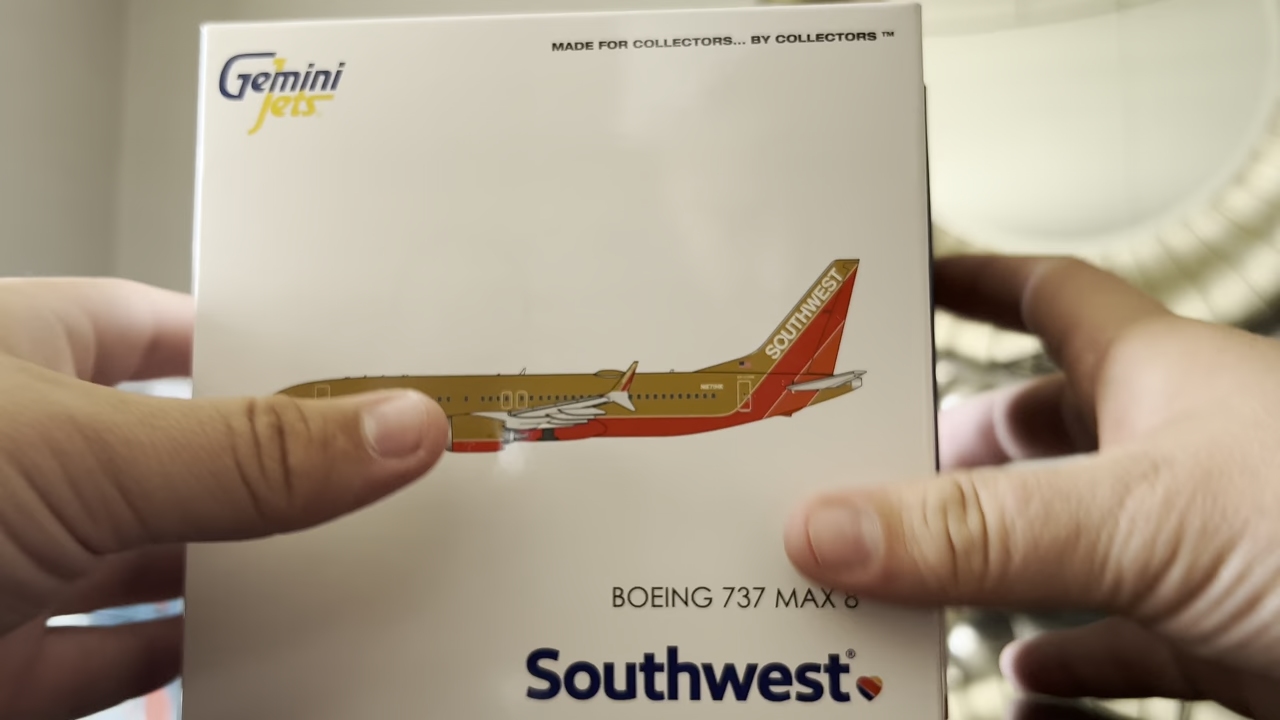 Gemini
Jets
MADE FOR COLLECTORS... BY COLLECTORS ™
SOUTHWEST
BOEING 737 MAX 8
Southwest®